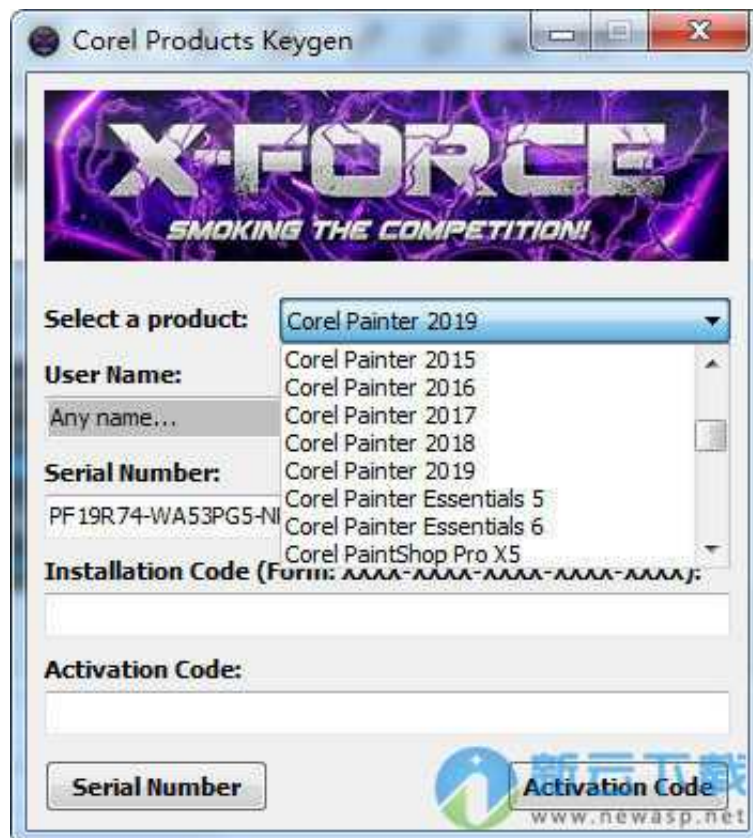 Corel Products Keygen
X-FORCE
SMOKING THE COMPETITION!
Select a product:
Corel Painter 2019
Corel Painter 2015
Corel Painter 2016
Corel Painter 2017
Corel Painter 2018
Corel Painter 2019
Corel Painter Essentials 5
Corel Painter Essentials 6
Corel PaintShop Pro X5
User Name:
Any name...
Serial Number:
PF19R74-WA53PG5-N
Installation Code (Form: XXXX-XXXX-XXXX-XXXX-XXXX):
Activation Code:
Serial Number
Activation Code
新云下载
www.newasp.net